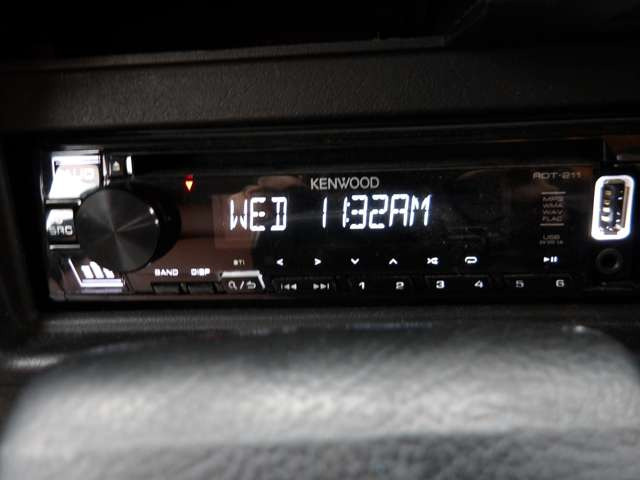 KENWOOD
RDT-211
MP3
WMA
WAV
FLAC
WED 11:32AM
USB
SRC
BAND DISP
1 2 3 4 5 6